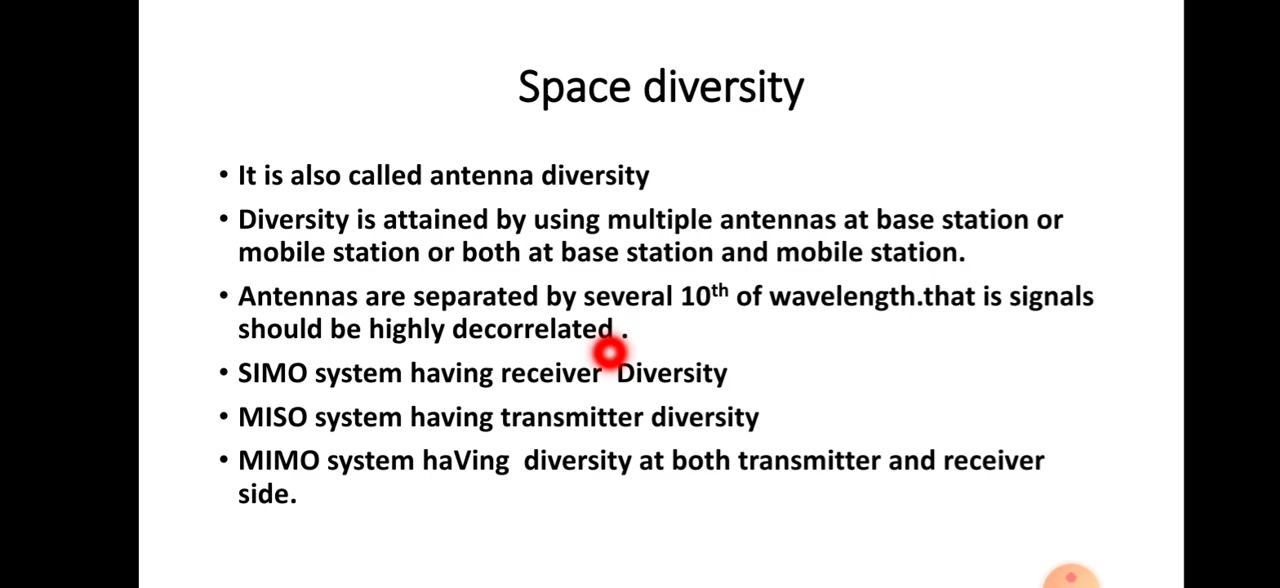 Space diversity
• It is also called antenna diversity
• Diversity is attained by using multiple antennas at base station or
mobile station or both at base station and mobile station.
• Antennas are separated by several 10th of wavelength.that is signals
should be highly decorrelated .
• SIMO system having receiver  Diversity
• MISO system having transmitter diversity
• MIMO system haVing  diversity at both transmitter and receiver
side.